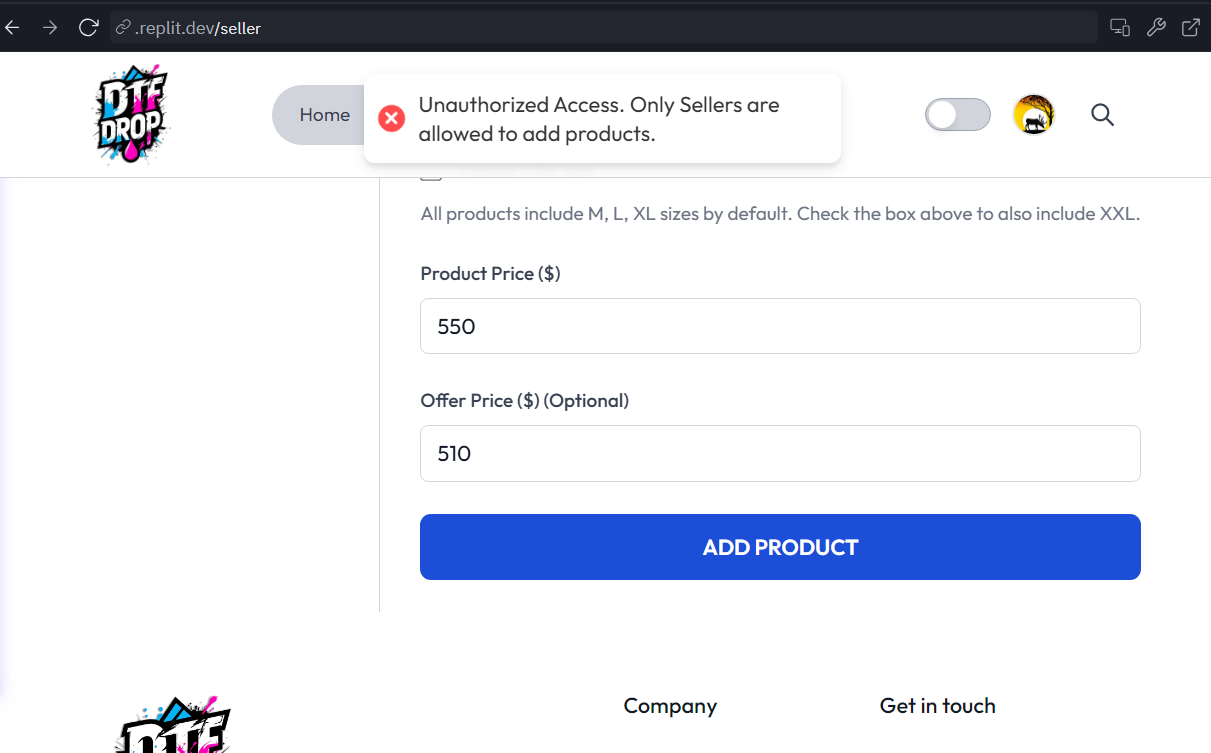 .replit.dev/seller
DTF
DROP
Home
Unauthorized Access. Only Sellers are
allowed to add products.
All products include M, L, XL sizes by default. Check the box above to also include XXL.
Product Price ($)
550
Offer Price ($) (Optional)
510
ADD PRODUCT
DTF
Company
Get in touch